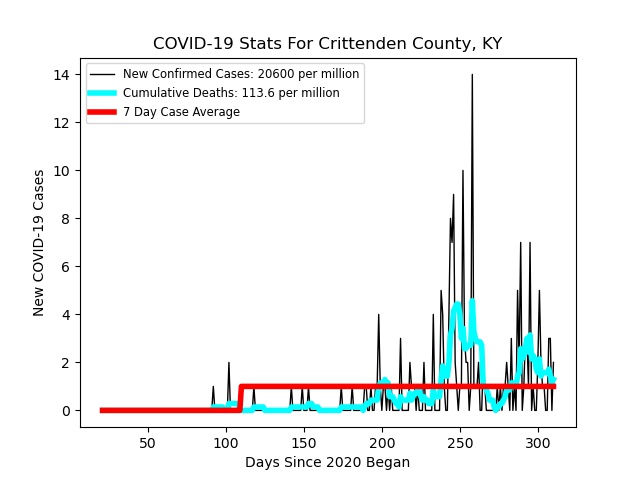 COVID-19 Stats For Crittenden County, KY
New Confirmed Cases: 20600 per million
Cumulative Deaths: 113.6 per million
7 Day Case Average
14
12
10
8
6
4
2
0
New COVID-19 Cases
50
100
150
200
250
300
Days Since 2020 Began